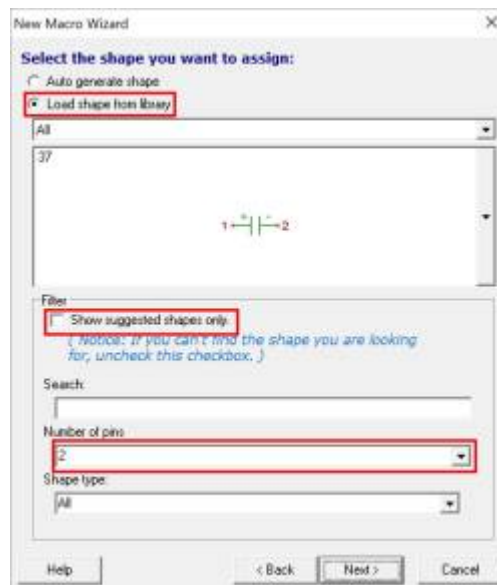 New Macro Wizard
Select the shape you want to assign:
Auto generate shape
Load shape from library
All
37
1
+
-
2
Filter
Show suggested shapes only.
( Notice: If you can't find the shape you are looking
for, uncheck this checkbox. )
Search:
Number of pins
2
Shape type:
All
Help
< Back
Next >
Cancel